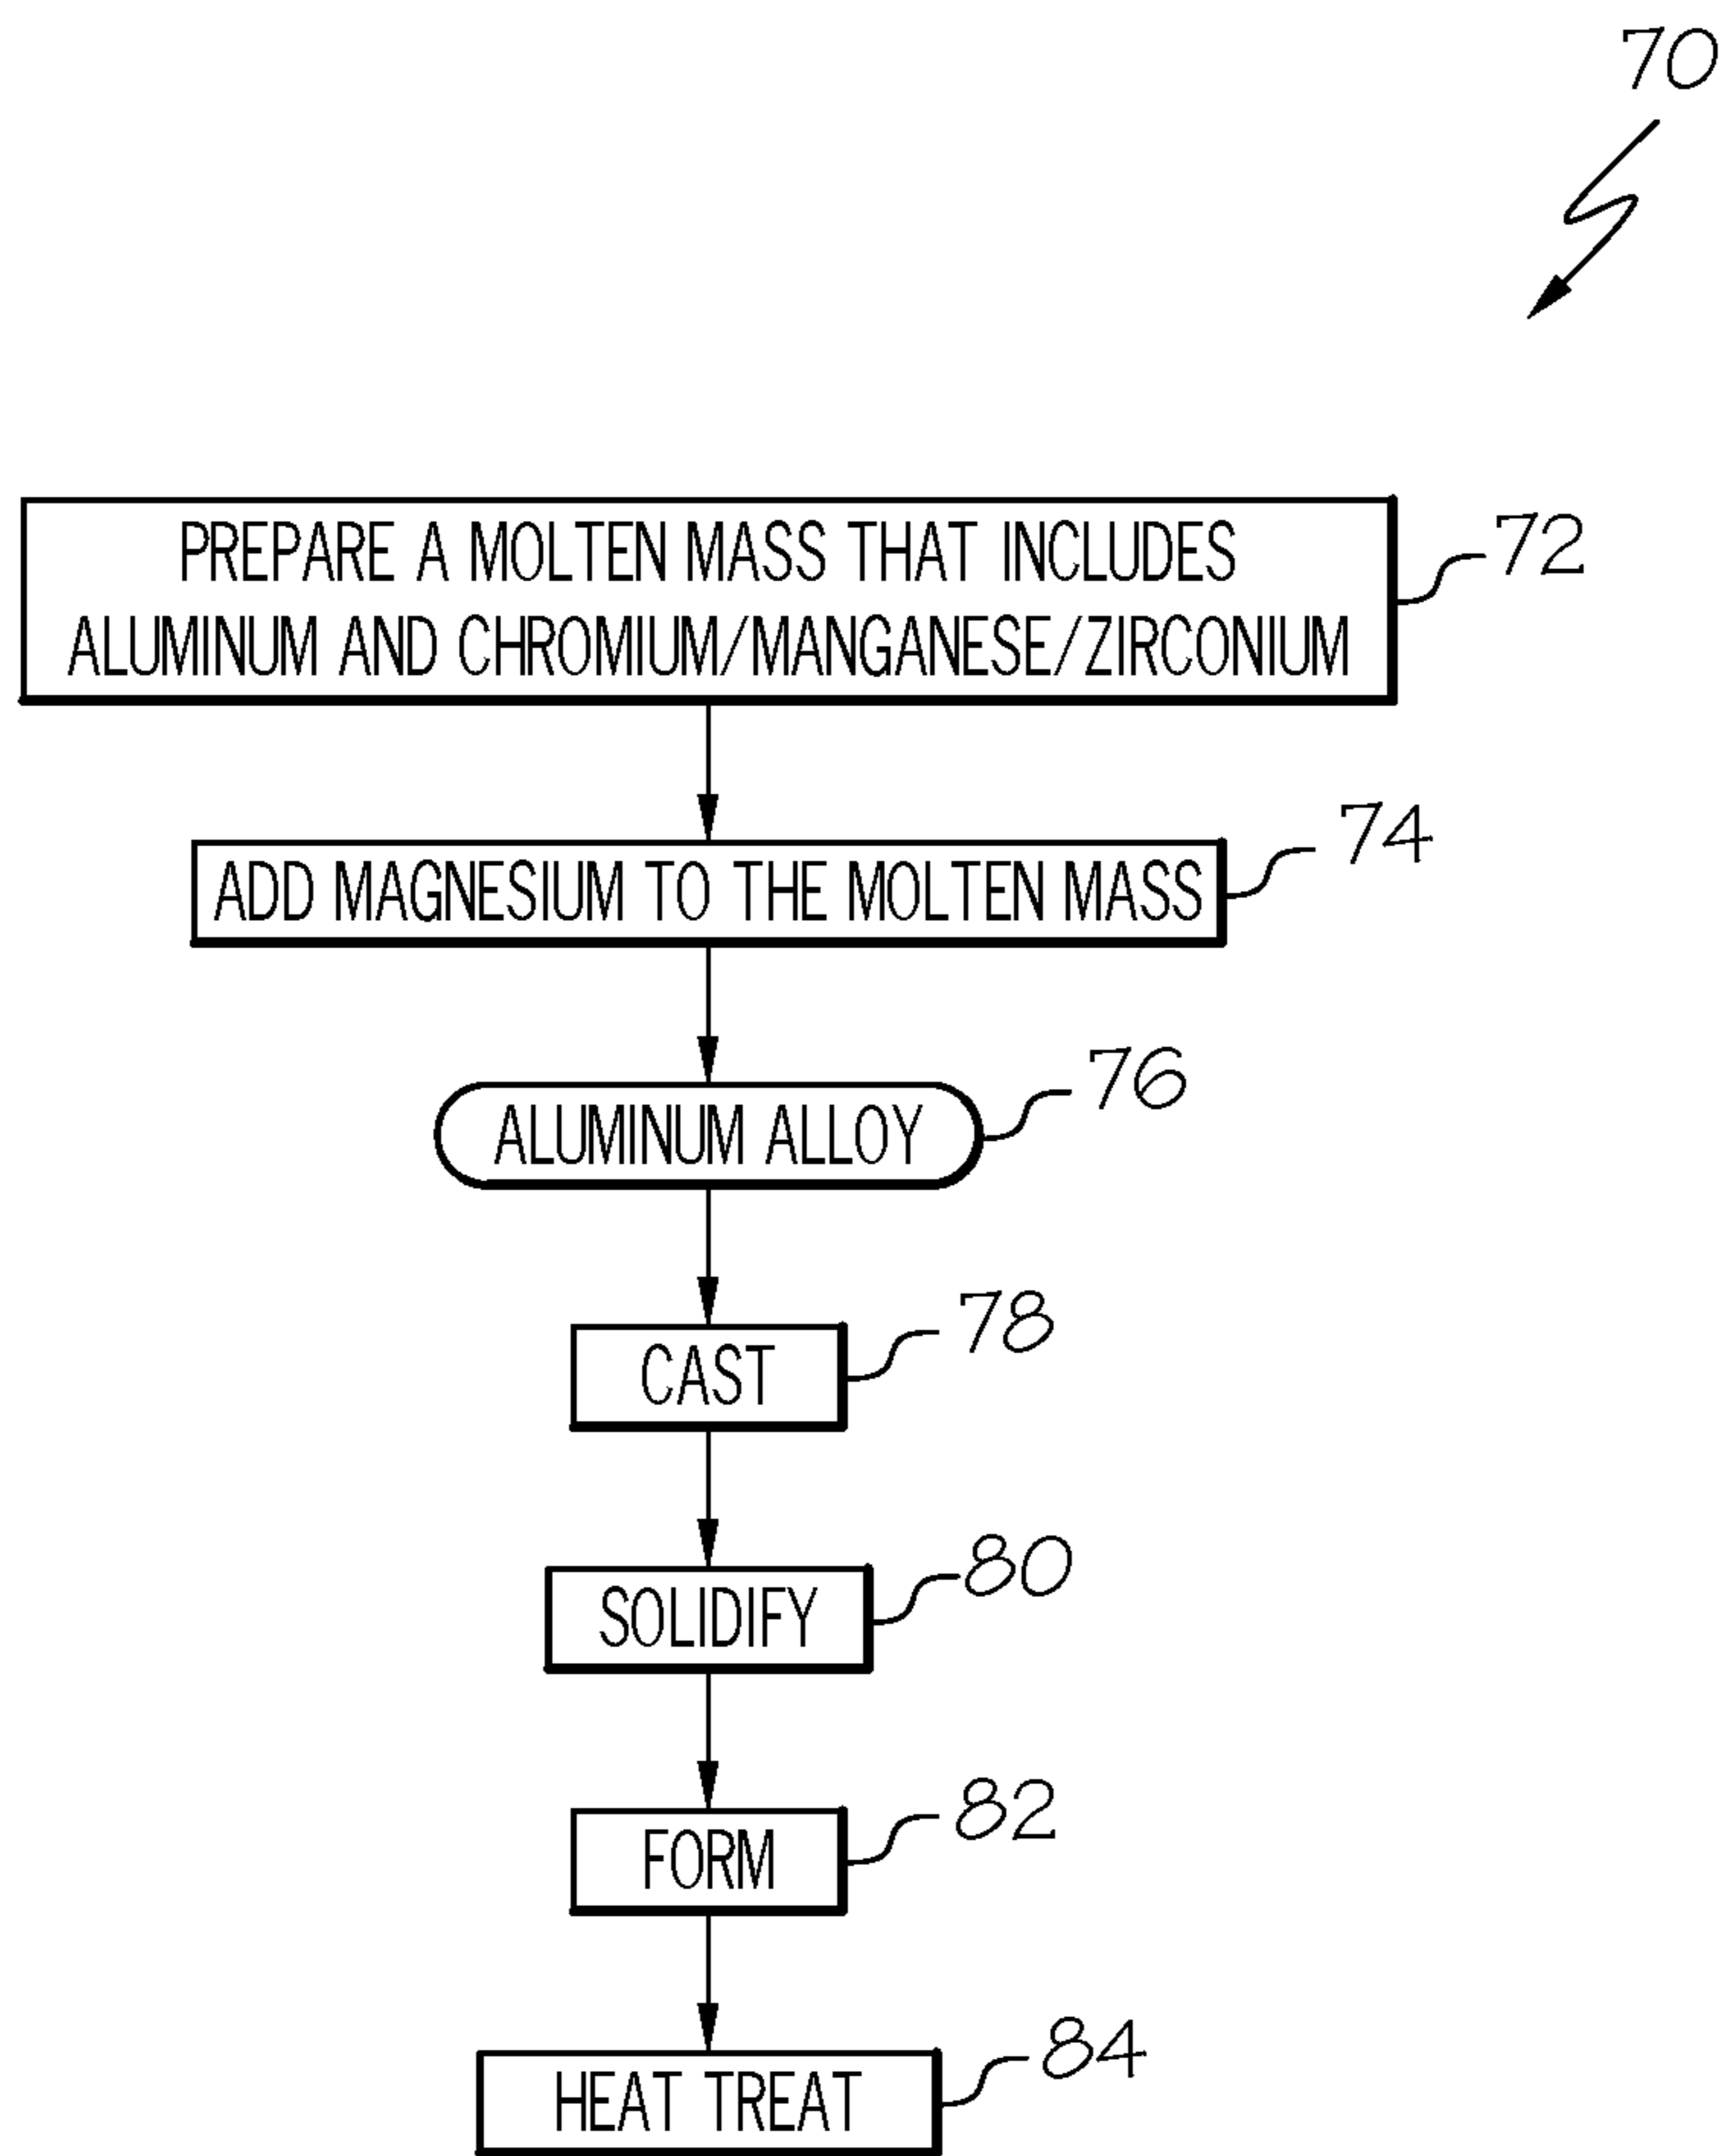 70
PREPARE A MOLTEN MASS THAT INCLUDES
ALUMINUM AND CHROMIUM/MANGANESE/ZIRCONIUM
72
ADD MAGNESIUM TO THE MOLTEN MASS
74
ALUMINUM ALLOY
76
CAST
78
SOLIDIFY
80
FORM
82
HEAT TREAT
84